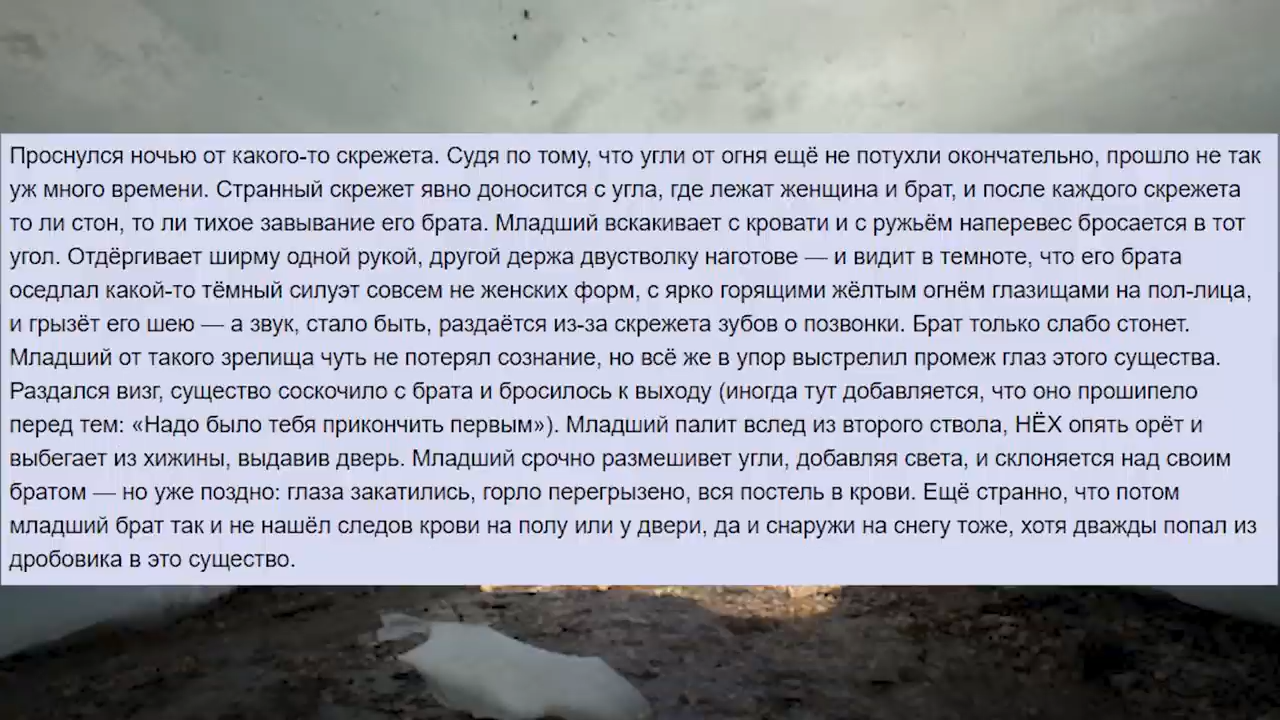 Проснулся ночью от какого-то скрежета. Судя по тому, что угли от огня ещё не потухли окончательно, прошло не так
уж много времени. Странный скрежет явно доносится с угла, где лежат женщина и брат, и после каждого скрежета
то ли стон, то ли тихое завывание его брата. Младший вскакивает с кровати и с ружьём наперевес бросается в тот
угол. Отдёргивает ширму одной рукой, другой держа двустволку наготове — и видит в темноте, что его брата
оседлал какой-то тёмный силуэт совсем не женских форм, с ярко горящими жёлтым огнём глазищами на пол-лица,
и грызёт его шею — а звук, стало быть, раздаётся из-за скрежета зубов о позвонки. Брат только слабо стонет.
Младший от такого зрелища чуть не потерял сознание, но всё же в упор выстрелил промеж глаз этого существа.
Раздался визг, существо соскочило с брата и бросилось к выходу (иногда тут добавляется, что оно прошипело
перед тем: «Надо было тебя прикончить первым»). Младший палит вслед из второго ствола, НЁХ опять орёт и
выбегает из хижины, выдавив дверь. Младший срочно размешивет угли, добавляя света, и склоняется над своим
братом — но уже поздно: глаза закатились, горло перегрызено, вся постель в крови. Ещё странно, что потом
младший брат так и не нашёл следов крови на полу или у двери, да и снаружи на снегу тоже, хотя дважды попал из
дробовика в это существо.